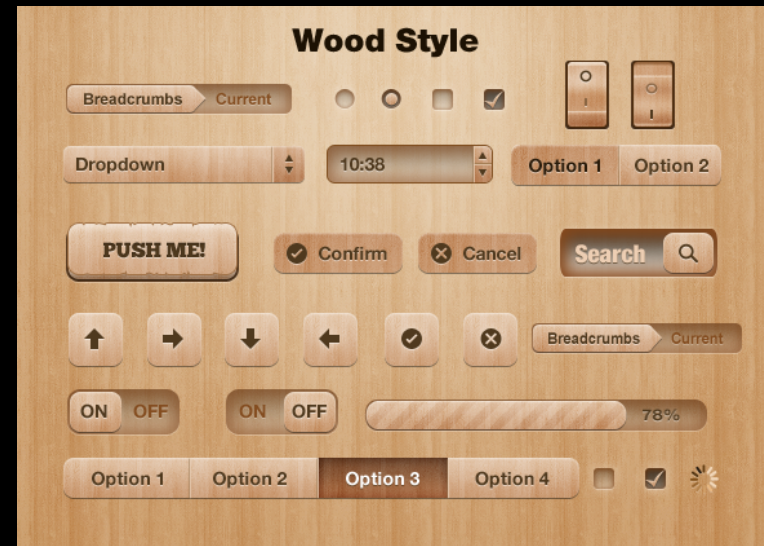 Wood Style
Breadcrumbs Current
Dropdown 10:38 Option 1 Option 2
PUSH ME! Confirm Cancel Search
Breadcrumbs Current
ON OFF ON OFF 78%
Option 1 Option 2 Option 3 Option 4